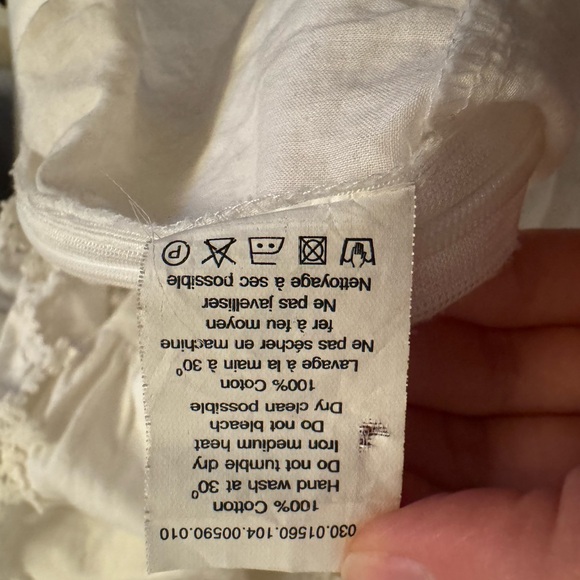 030.01560.104.00590.010
100% Cotton
Hand wash at 30°
Do not tumble dry
Iron medium heat
Do not bleach
Dry clean possible
100% Coton
Lavage à la main à 30°
Ne pas sécher en machine
fer à feu moyen
Ne pas javelliser
Nettoyage à sec possible
P